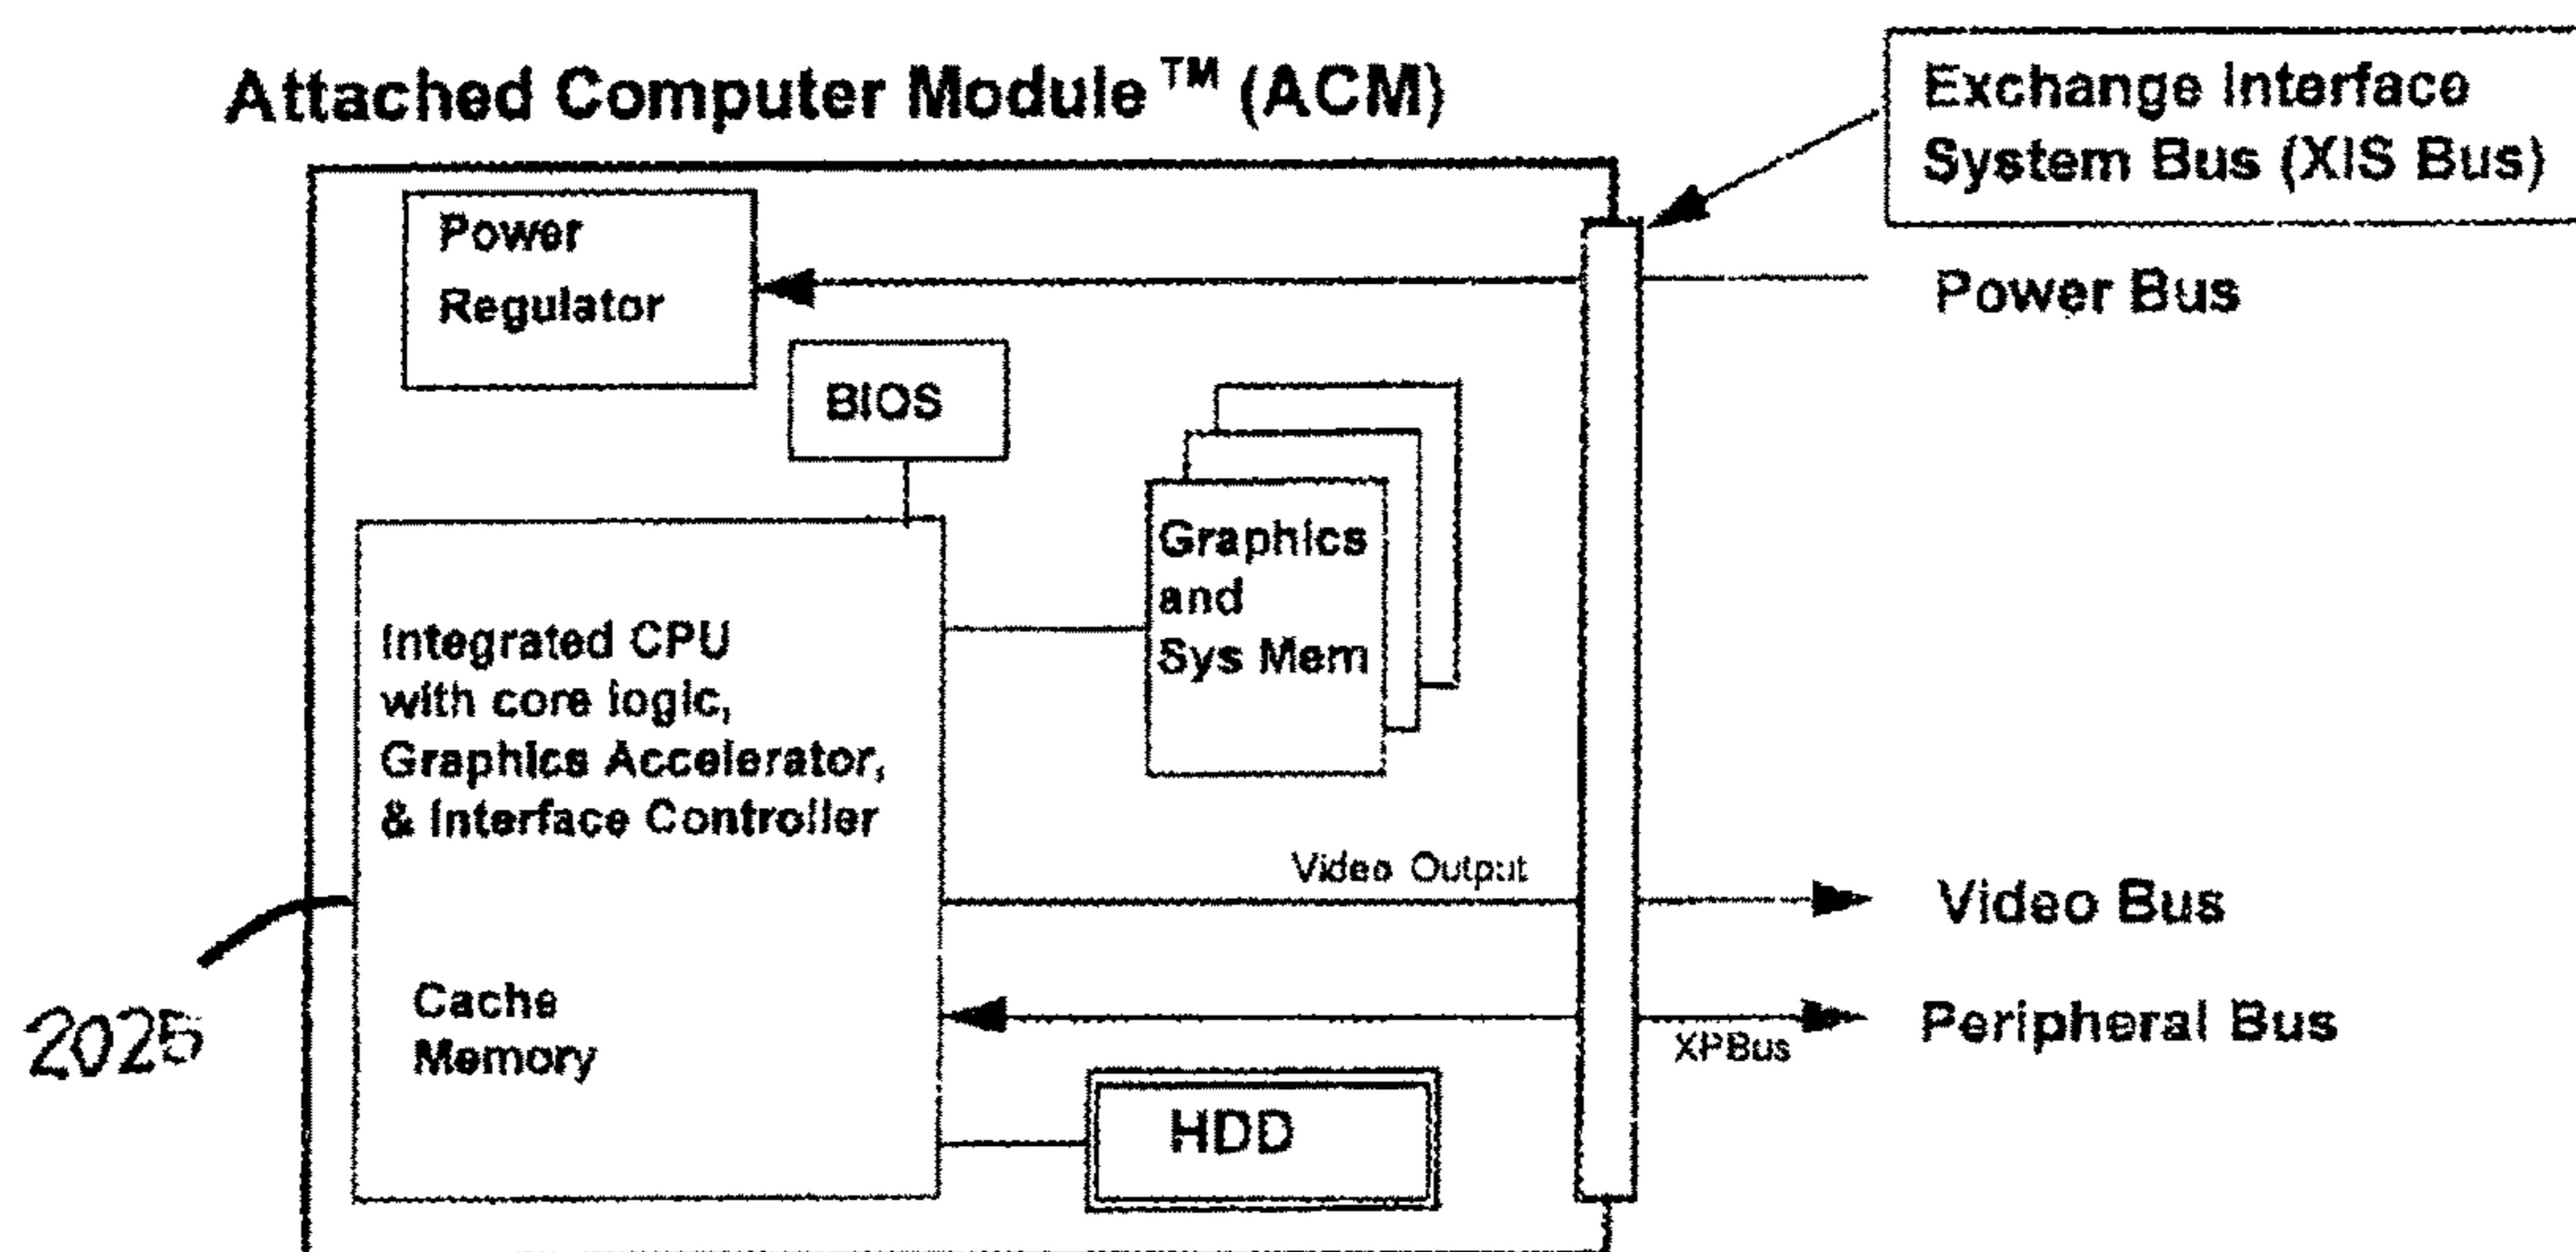 Attached Computer Module™ (ACM)
Exchange Interface
System Bus (XIS Bus)
Power
Regulator
Power Bus
BIOS
Graphics
and
Sys Mem
Integrated CPU
with core logic,
Graphics Accelerator,
& Interface Controller
Video Output
Video Bus
Cache
Memory
XPBus
Peripheral Bus
2025
HDD